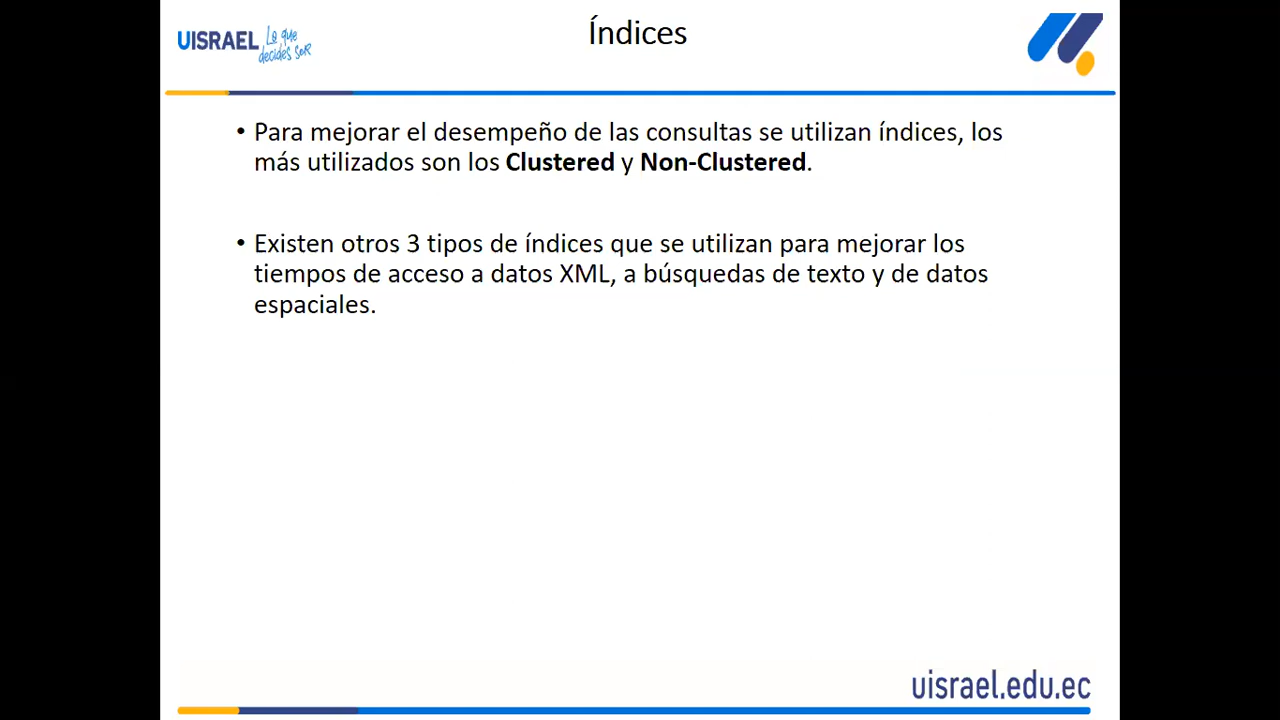 UISRAEL Lo que
decides ser
Índices
• Para mejorar el desempeño de las consultas se utilizan índices, los
más utilizados son los Clustered y Non-Clustered.
• Existen otros 3 tipos de índices que se utilizan para mejorar los
tiempos de acceso a datos XML, a búsquedas de texto y de datos
espaciales.
uisrael.edu.ec